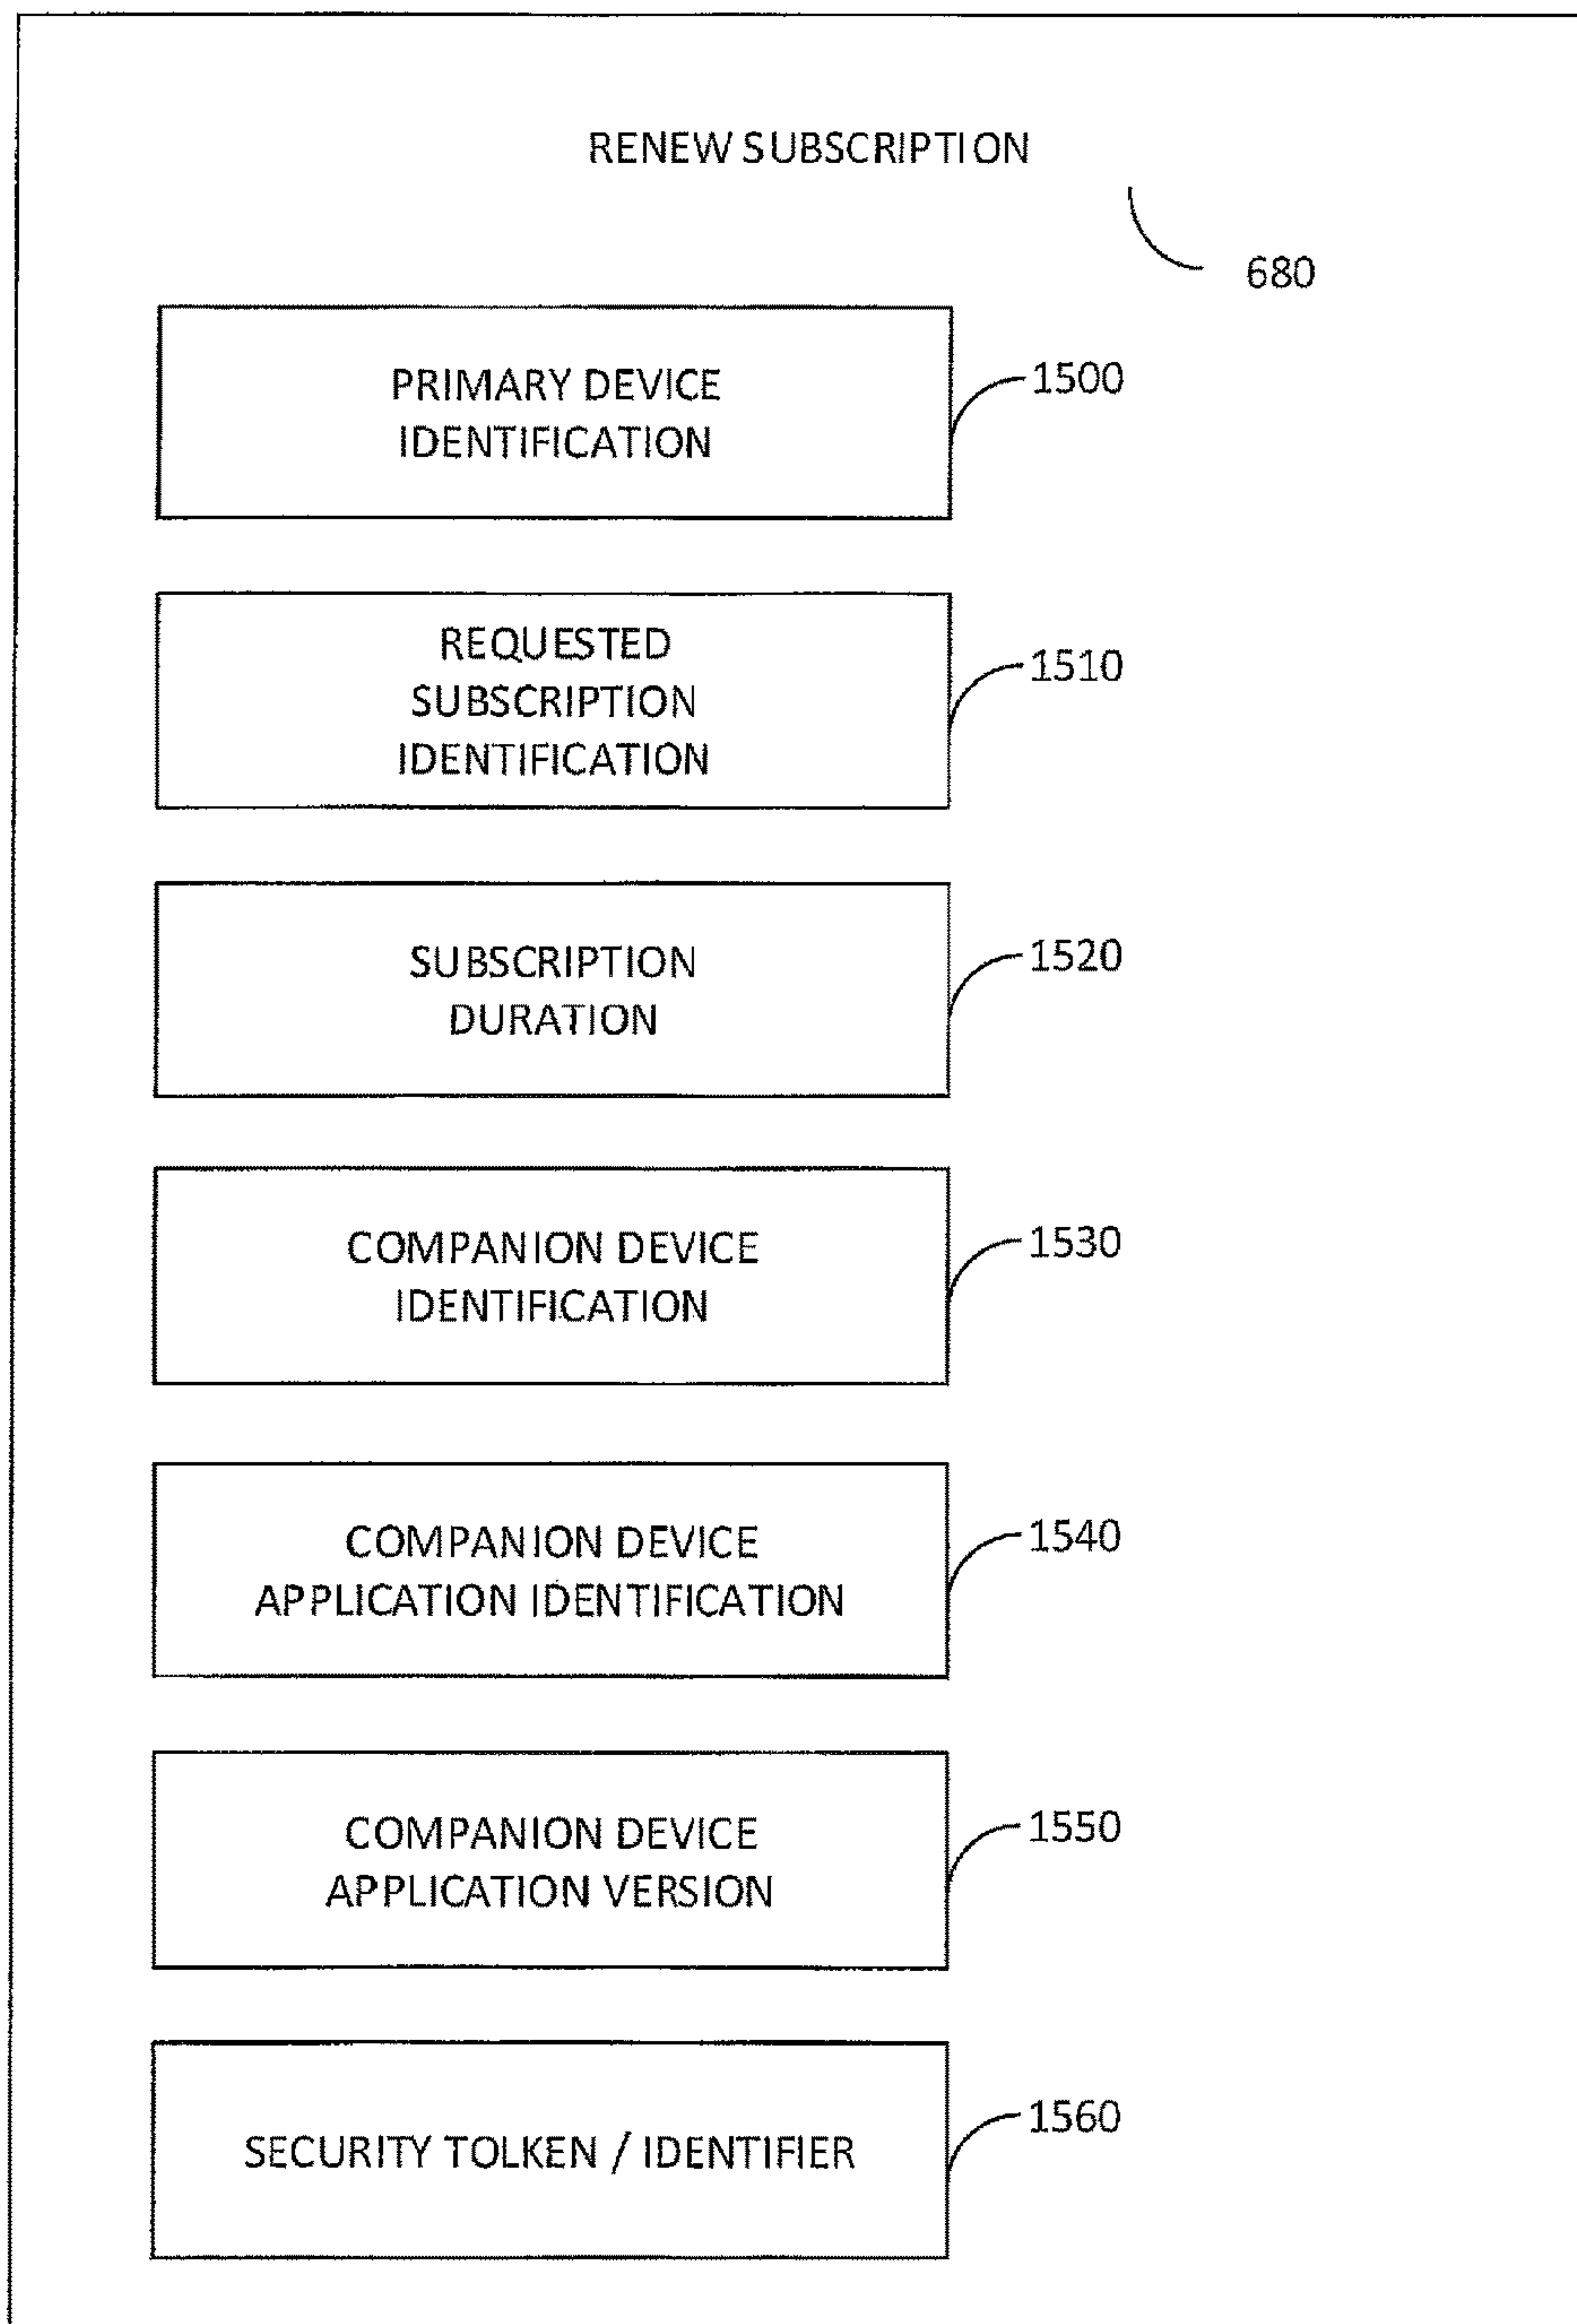 RENEW SUBSCRIPTION
680
PRIMARY DEVICE
IDENTIFICATION
1500
REQUESTED
SUBSCRIPTION
IDENTIFICATION
1510
SUBSCRIPTION
DURATION
1520
COMPANION DEVICE
IDENTIFICATION
1530
COMPANION DEVICE
APPLICATION IDENTIFICATION
1540
COMPANION DEVICE
APPLICATION VERSION
1550
SECURITY TOLKEN / IDENTIFIER
1560